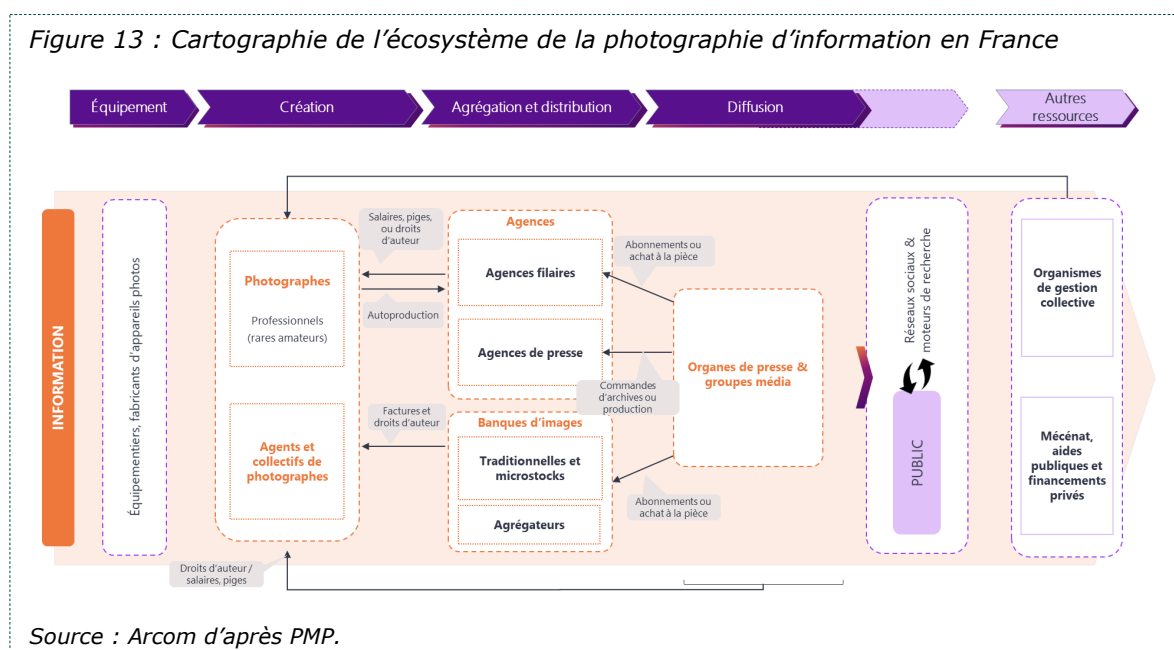 Figure 13 : Cartographie de l’écosystème de la photographie d’information en France
Équipement
Création
Agrégation et distribution
Diffusion
Autres
ressources
INFORMATION
Équipementiers, fabricants d’appareils photos
Photographes
Professionnels
(rares amateurs)
Agents et
collectifs de
photographes
Salaires, piges,
ou droits
d’auteur
Autoproduction
Factures et
droits d’auteur
Droits d’auteur /
salaires, piges
Agences
Agences filaires
Agences de presse
Banques d’images
Traditionnelles et
microstocks
Agrégateurs
Abonnements ou
achat à la pièce
Commandes
d’archives ou
production
Abonnements ou
achat à la pièce
Organes de presse &
groupes média
Réseaux sociaux &
moteurs de recherche
PUBLIC
Organismes
de gestion
collective
Mécénat,
aides
publiques et
financements
privés
Source : Arcom d’après PMP.